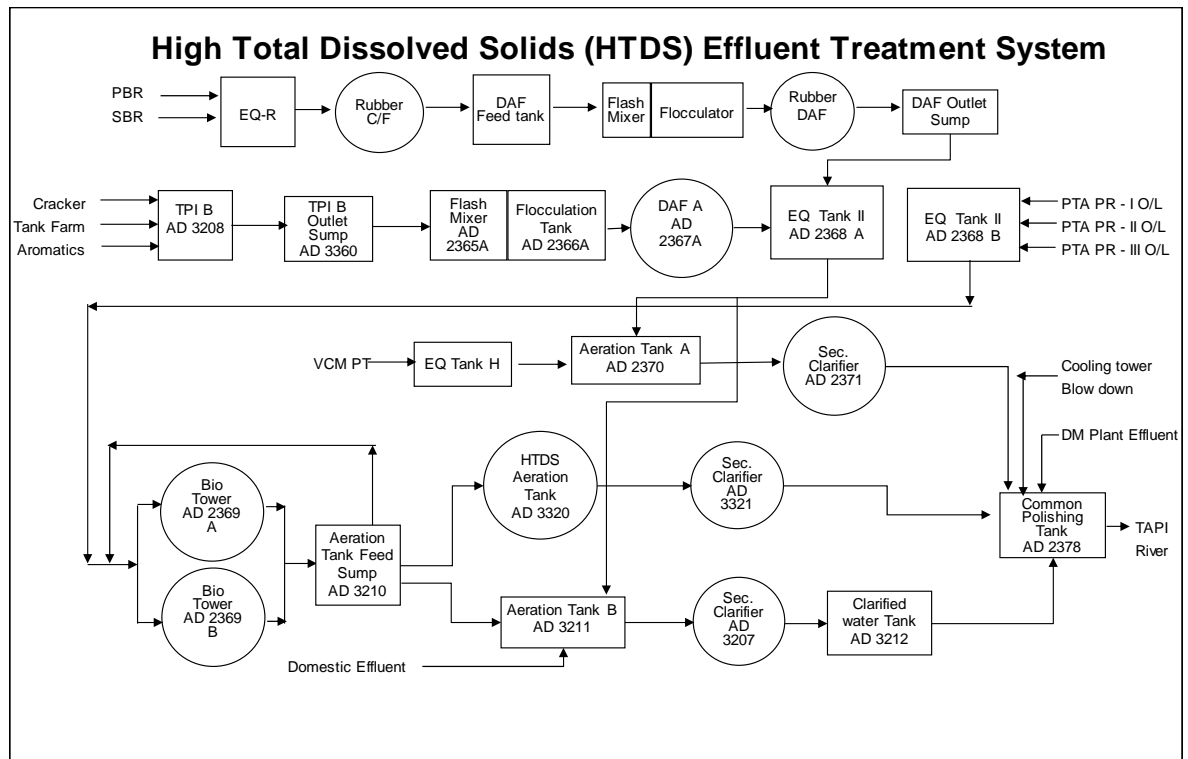 High Total Dissolved Solids (HTDS) Effluent Treatment System
PBR
SBR
EQ-R
Rubber
C/F
DAF
Feed tank
Flash
Mixer
Flocculator
Rubber
DAF
DAF Outlet
Sump
Cracker
Tank Farm
Aromatics
TPI B
AD 3208
TPI B
Outlet
Sump
AD 3360
Flash
Mixer
AD
2365A
Flocculation
Tank
AD 2366A
DAF A
AD
2367A
EQ Tank II
AD 2368 A
EQ Tank II
AD 2368 B
PTA PR - I O/L
PTA PR - II O/L
PTA PR - III O/L
VCM PT
EQ Tank H
Aeration Tank A
AD 2370
Sec.
Clarifier
AD 2371
Cooling tower
Blow down
DM Plant Effluent
Bio
Tower
AD 2369
A
Bio
Tower
AD 2369
B
Aeration
Tank Feed
Sump
AD 3210
HTDS
Aeration
Tank
AD 3320
Sec.
Clarifier
AD
3321
Common
Polishing
Tank
AD 2378
TAPI
River
Aeration Tank B
AD 3211
Sec.
Clarifier
AD
3207
Clarified
water Tank
AD 3212
Domestic Effluent